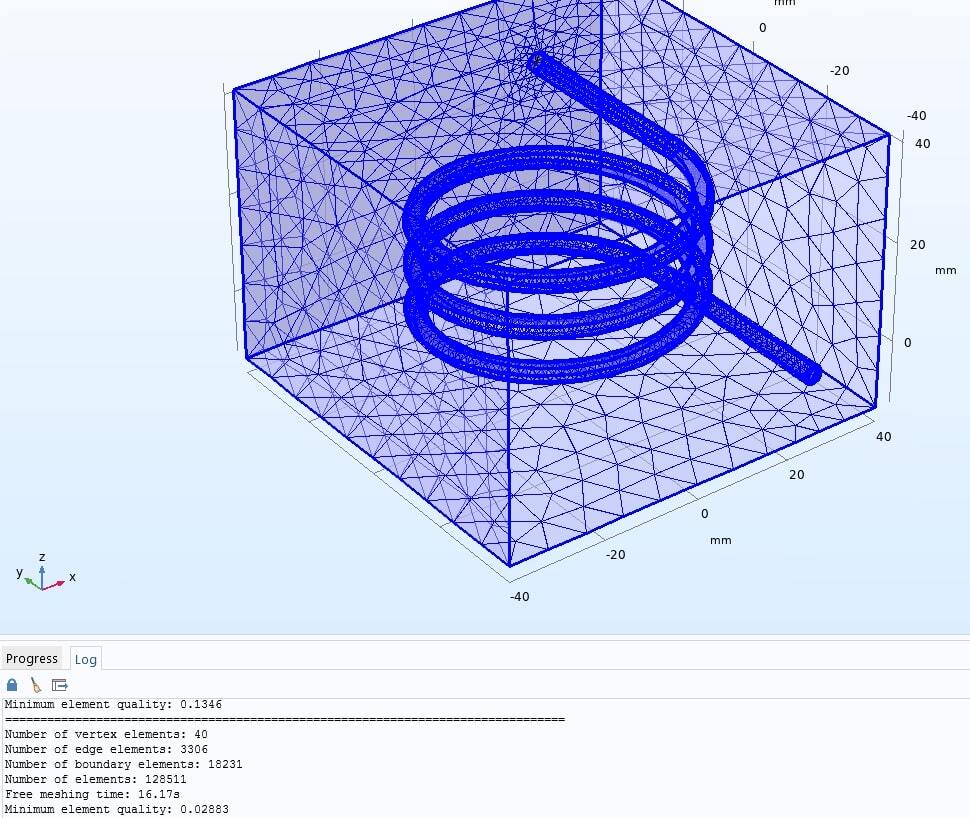 mm
0
-20
-40
40
20
mm
0
40
20
0
mm
-20
-40
z
y
x
Progress
Log
Minimum element quality: 0.1346
================================================================================
Number of vertex elements: 40
Number of edge elements: 3306
Number of boundary elements: 18231
Number of elements: 128511
Free meshing time: 16.17s
Minimum element quality: 0.02883